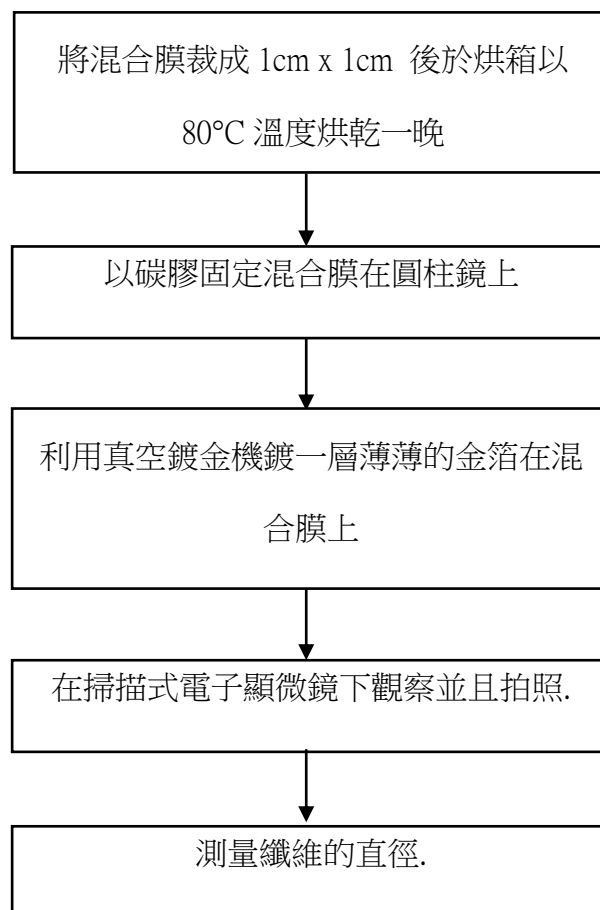 將混合膜裁成 1cm x 1cm 後於烘箱以
80°C 溫度烘乾一晚
以碳膠固定混合膜在圓柱鏡上
利用真空鍍金機鍍一層薄薄的金箔在混
合膜上
在掃描式電子顯微鏡下觀察並且拍照.
測量纖維的直徑.